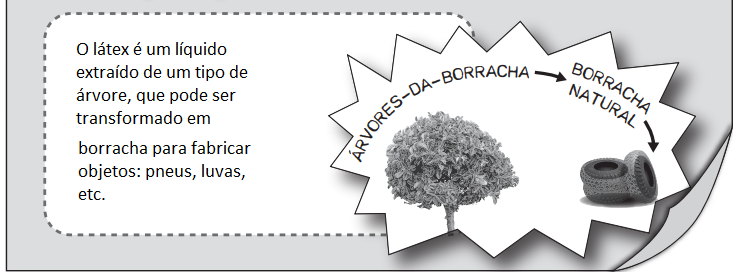 O látex é um líquido
extraído de um tipo de
árvore, que pode ser
transformado em
borracha para fabricar
objetos: pneus, luvas,
etc.
ÁRVORES-DA-BORRACHA
BORRACHA
NATURAL